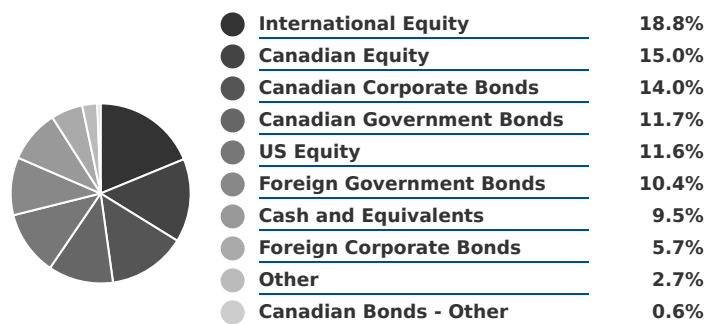 International Equity 18.8%
Canadian Equity 15.0%
Canadian Corporate Bonds 14.0%
Canadian Government Bonds 11.7%
US Equity 11.6%
Foreign Government Bonds 10.4%
Cash and Equivalents 9.5%
Foreign Corporate Bonds 5.7%
Other 2.7%
Canadian Bonds - Other 0.6%